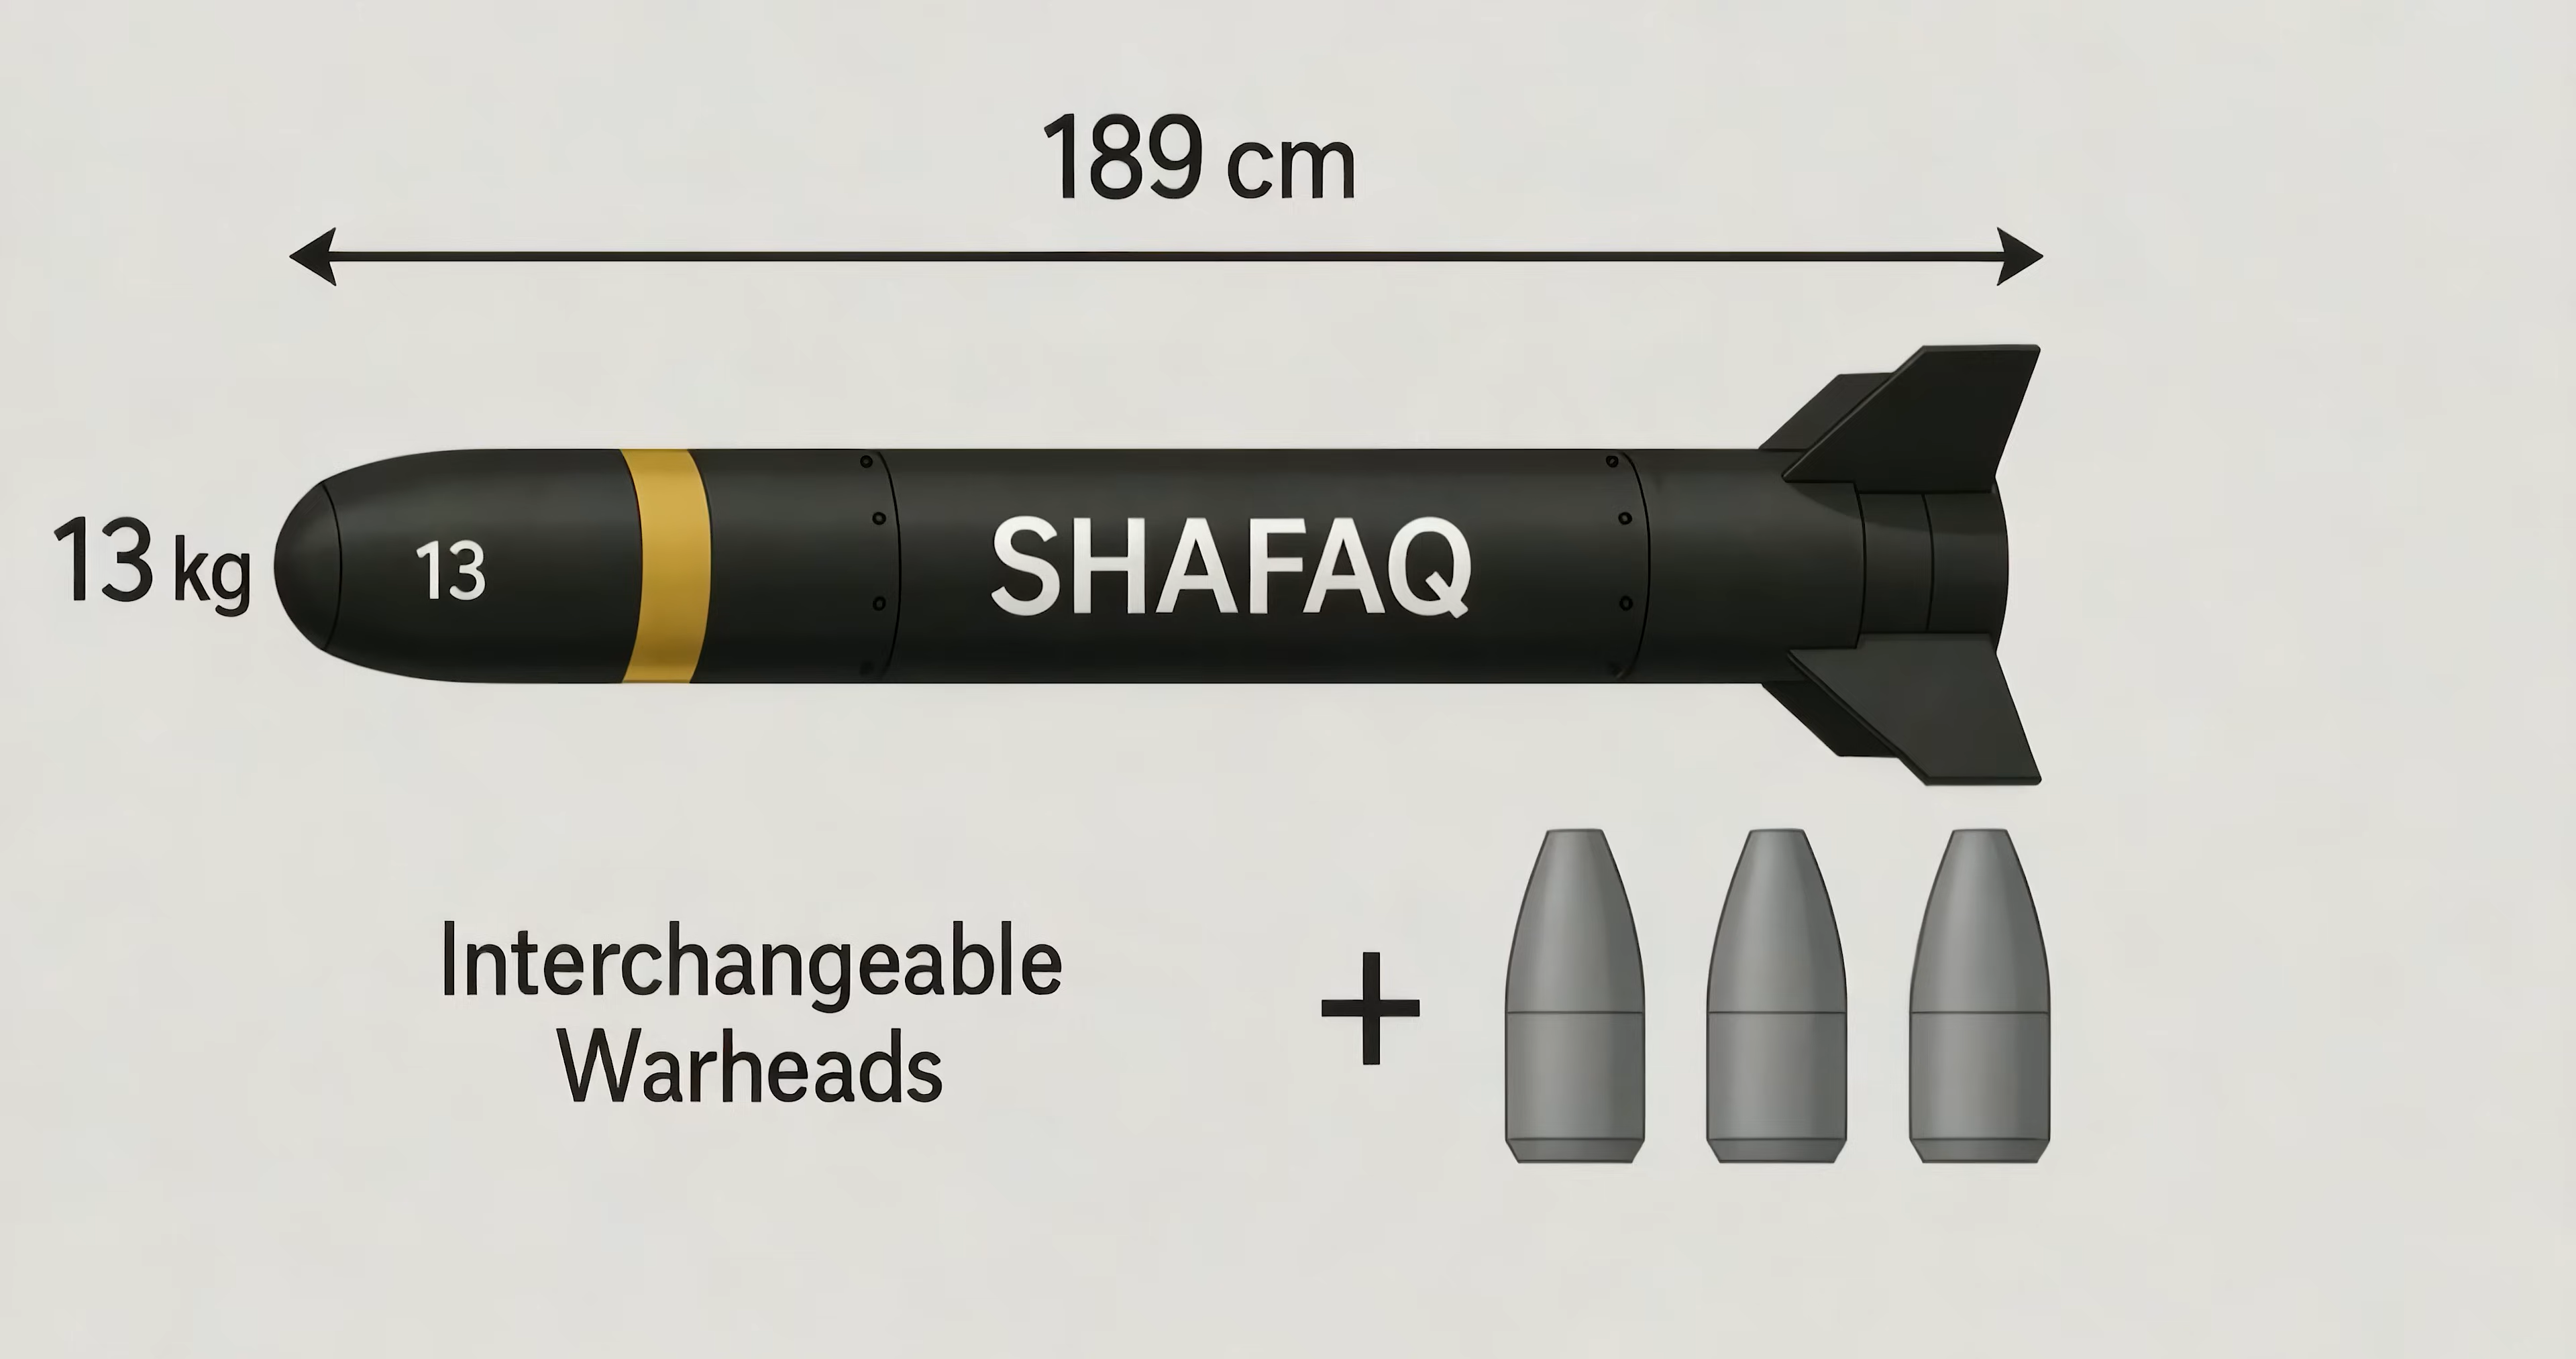 189 cm
13 kg
13
SHAFAQ
Interchangeable
Warheads
+